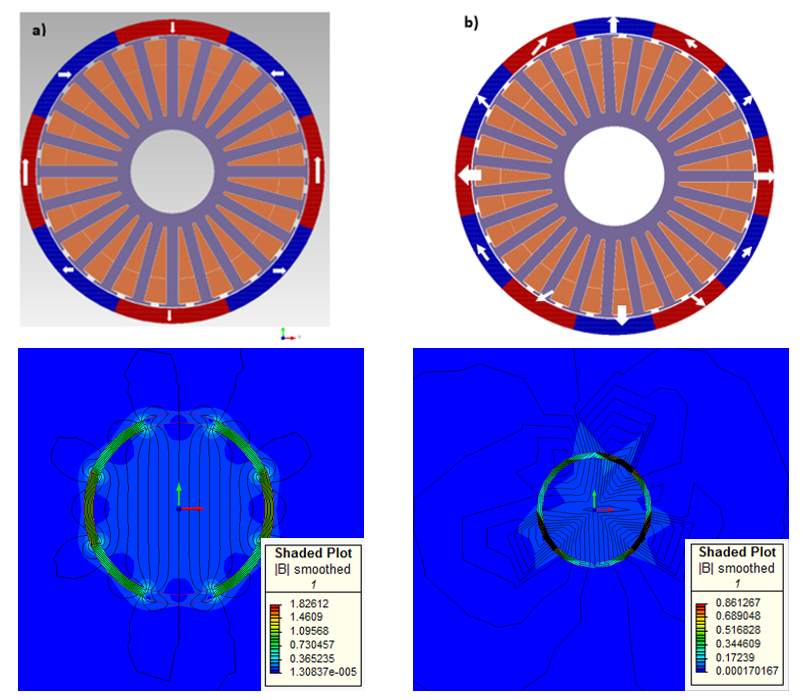 a)
b)
Shaded Plot
|B| smoothed
1
1.82612
1.4609
1.09568
0.730457
0.365235
1.30837e-005
Shaded Plot
|B| smoothed
1
0.861267
0.689048
0.516828
0.344609
0.17239
0.000170167